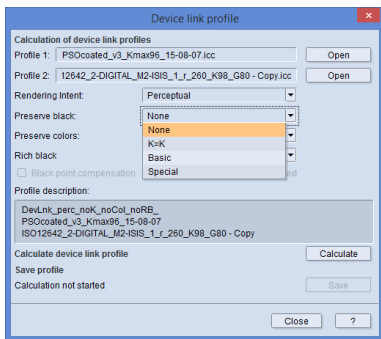 Device link profile
Calculation of device link profiles
Profile 1: PSOcoated_v3_Kmax96_15-08-07.icc Open
Profile 2: 12642_2-DIGITAL_M2-ISIS_1_r_260_K98_G80 - Copy.icc Open
Rendering Intent: Perceptual
Preserve black: None
Preserve colors: None
K=K
Rich black Basic
Black point compensation Special
Profile description:
DevLnk_perc_noK_noCol_noRB_
PSOcoated_v3_Kmax96_15-08-07
ISO12642_2-DIGITAL_M2-ISIS_1_r_260_K98_G80 - Copy
Calculate device link profile Calculate
Save profile
Calculation not started Save
Close ?